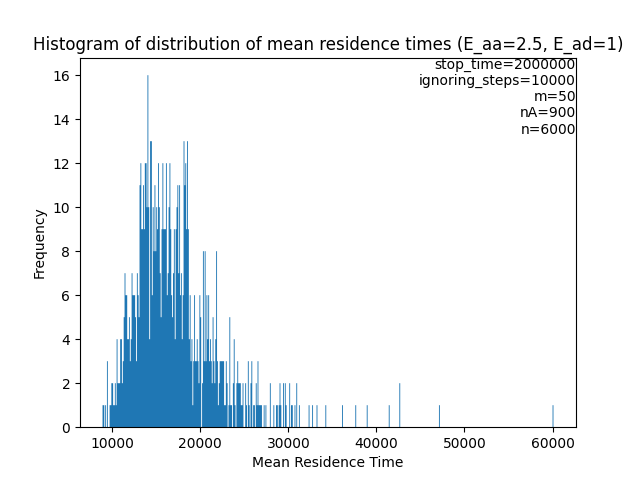 Histogram of distribution of mean residence times (E_aa=2.5, E_ad=1)
stop_time=2000000
ignoring_steps=10000
m=50
nA=900
n=6000
16
14
12
10
8
6
4
2
0
Frequency
10000 20000 30000 40000 50000 60000
Mean Residence Time